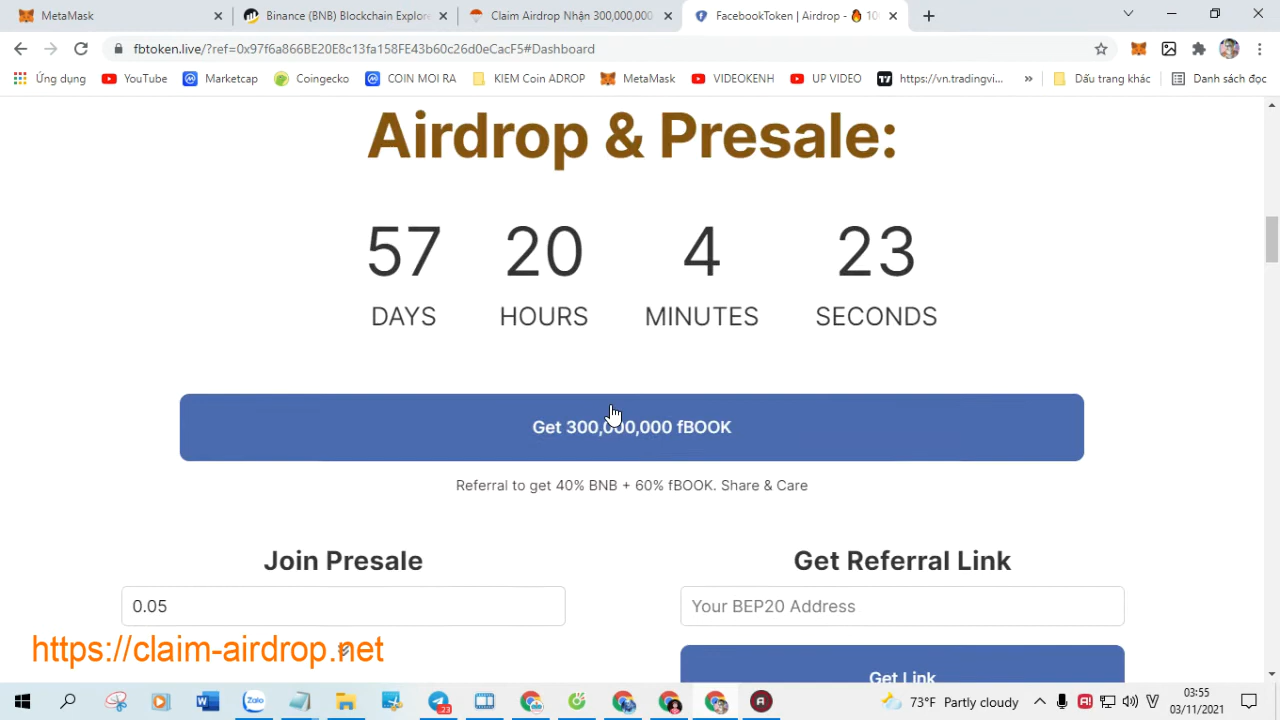 MetaMask
Binance (BNB) Explore
Claim Airdrop Nhận 300,000,000
FacebookToken | Airdrop - 🔥 10
fbtoken.live/?ref=0x97f6a866BE20E8c13fa158FE43b60c26d0eCacF5#Dashboard
Ứng dụng
YouTube
Marketcap
Coingecko
COIN MOI RA
KIEM Coin ADROP
MetaMask
VIDEOKENH
UP VIDEO
https://vn.tradingvi...
»
Dấu trang khác
Danh sách đọc
Airdrop & Presale:
57 20 4 23
DAYS HOURS MINUTES SECONDS
Get 300,000,000 fBOOK
Referral to get 40% BNB + 60% fBOOK. Share & Care
Join Presale
Get Referral Link
0.05
Your BEP20 Address
https://claim-airdrop.net
Get Link
Zalo
23
73°F Partly cloudy
03:55
03/11/2021